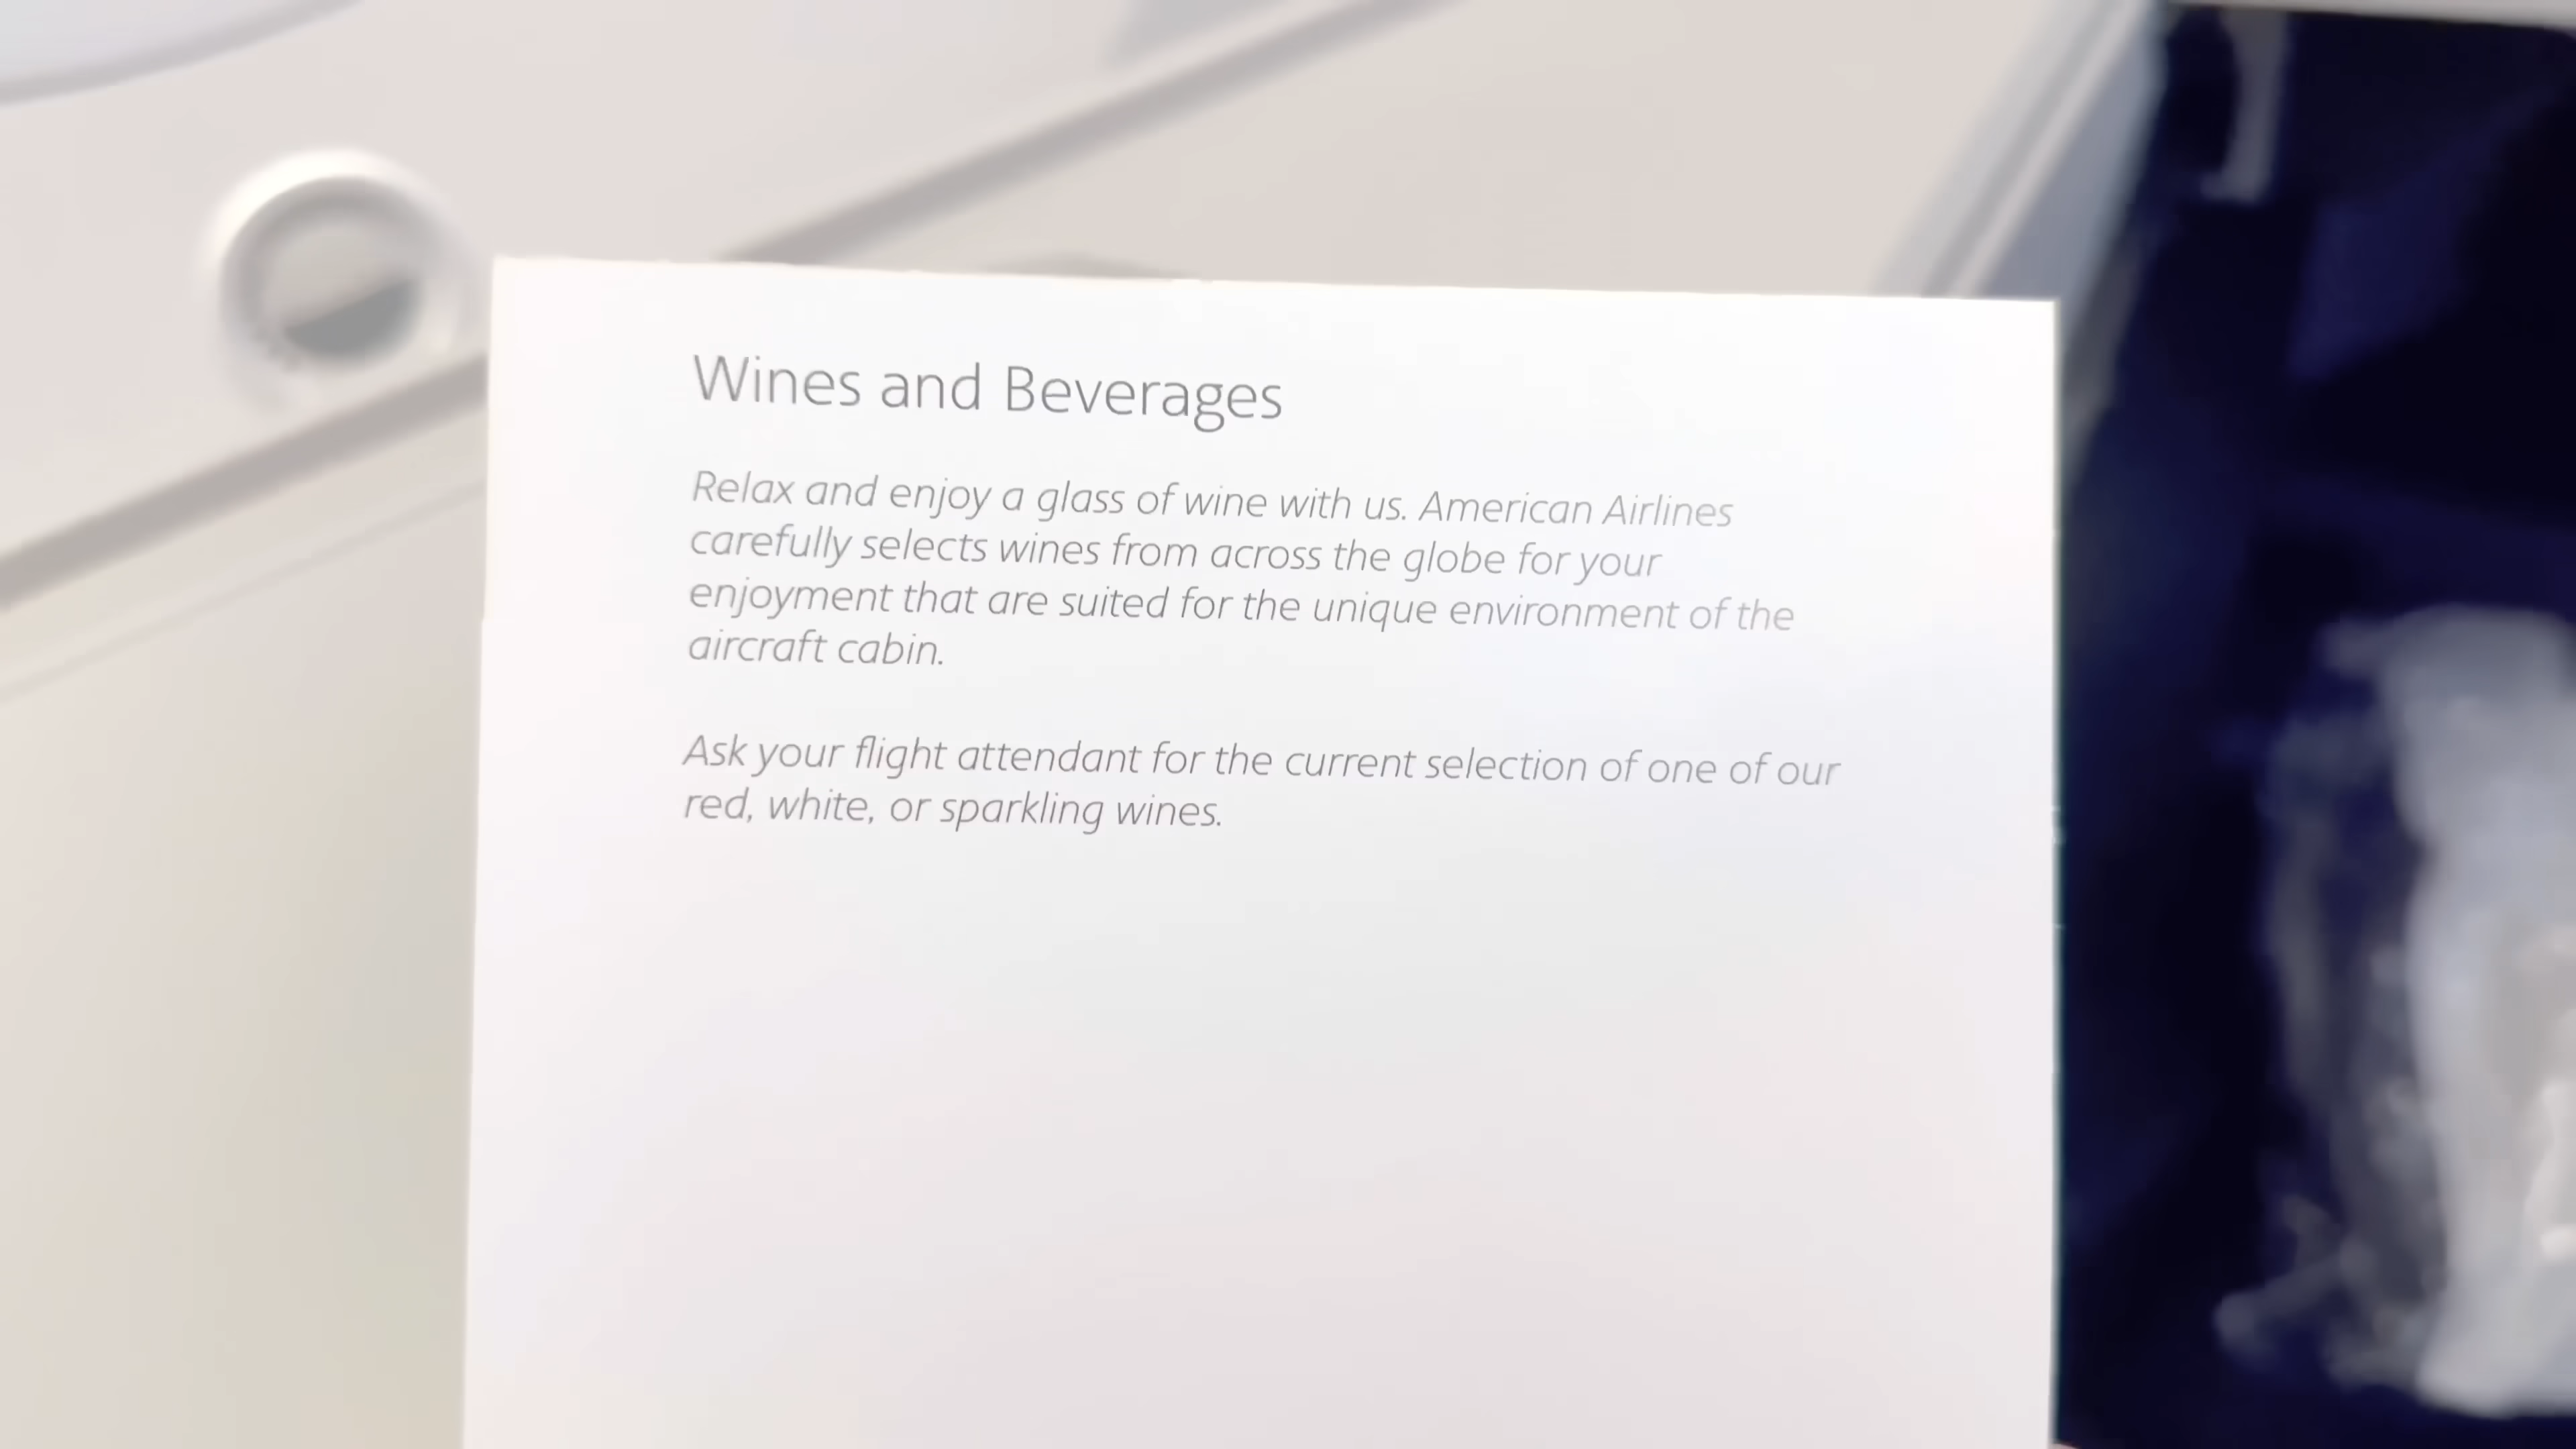 Wines and Beverages
Relax and enjoy a glass of wine with us. American Airlines
carefully selects wines from across the globe for your
enjoyment that are suited for the unique environment of the
aircraft cabin.
Ask your flight attendant for the current selection of one of our
red, white, or sparkling wines.